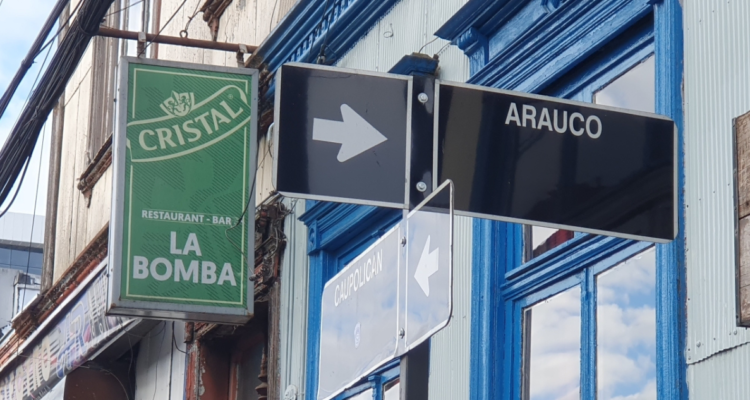 CRISTAL
RESTAURANT - BAR
LA
BOMBA
ARAUCO
CAUPOLICAN